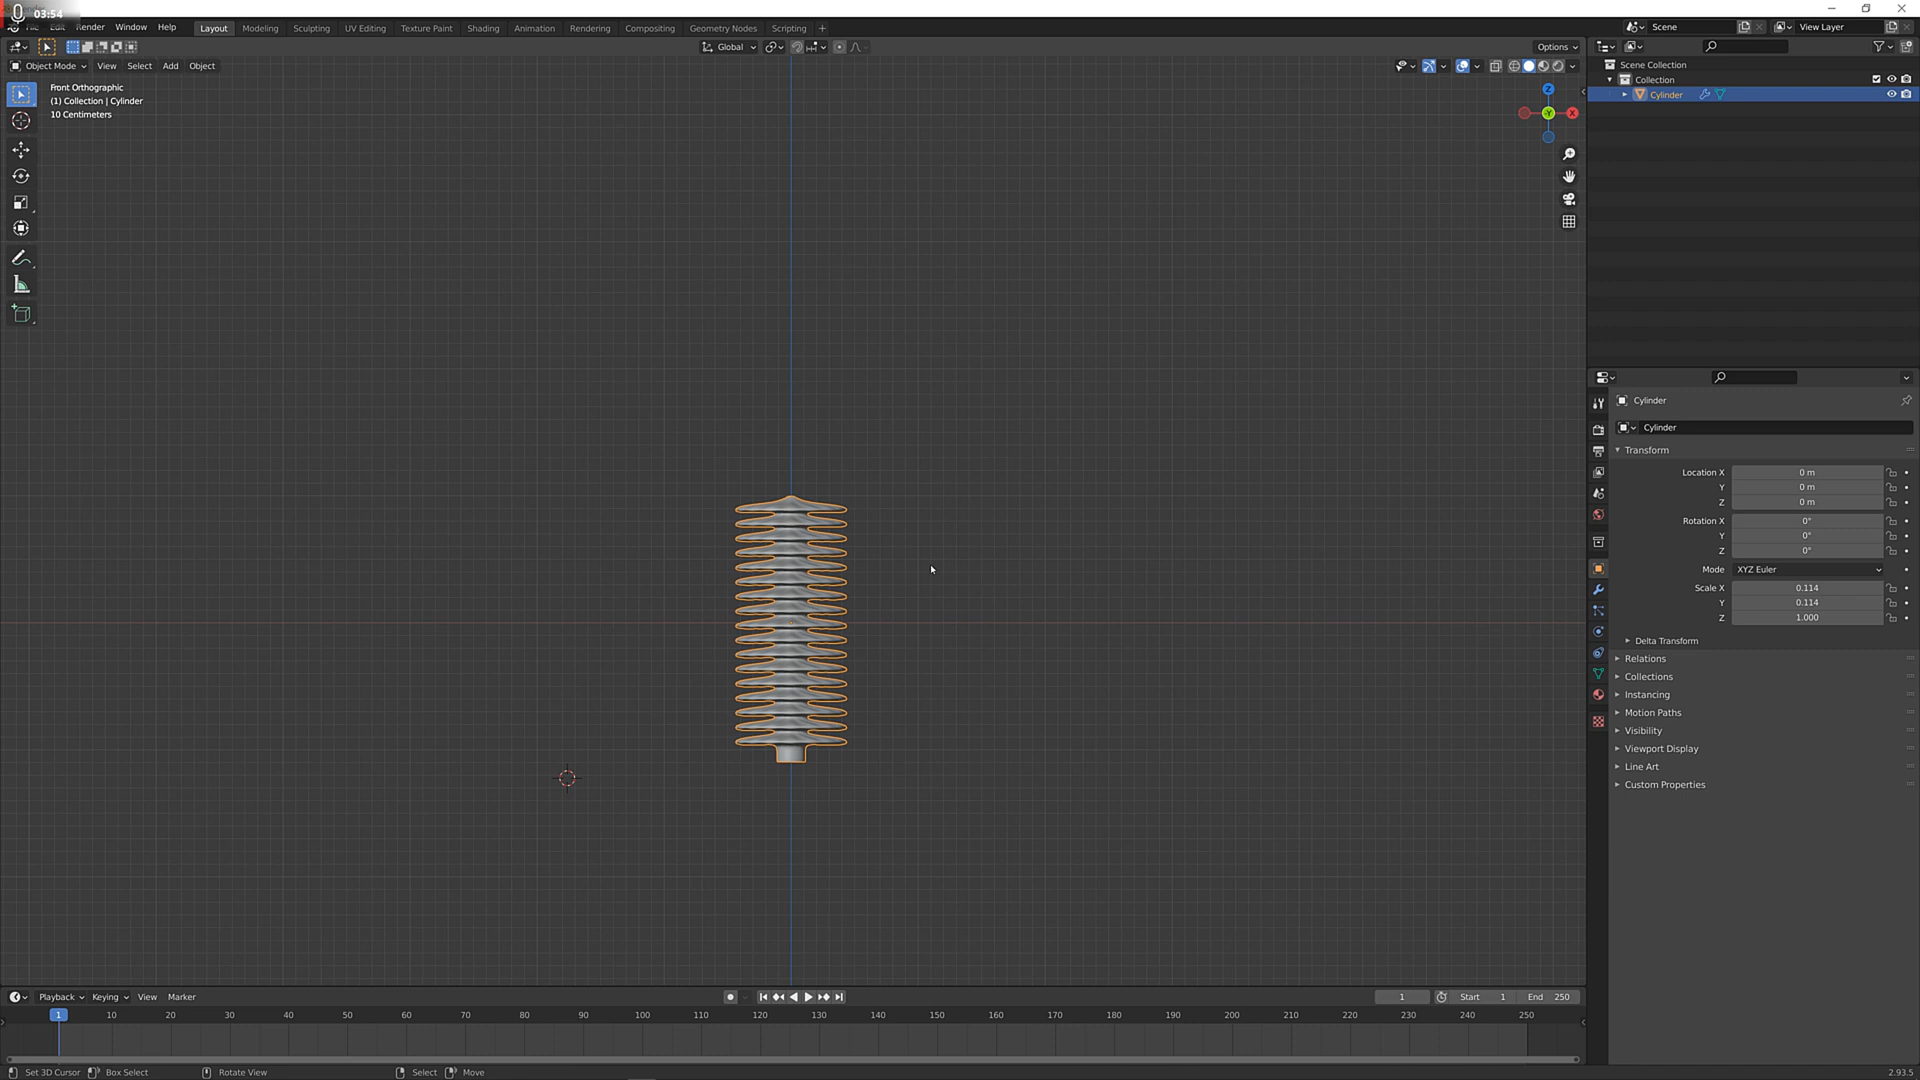 03:54
File Edit Render Window Help
Layout Modeling Sculpting UV Editing Texture Paint Shading Animation Rendering Compositing Geometry Nodes Scripting +
Scene
View Layer
Global
Options
Object Mode View Select Add Object
Front Orthographic
(1) Collection | Cylinder
10 Centimeters
Z
Y
X
Scene Collection
Collection
Cylinder
Cylinder
Cylinder
Transform
Location X 0 m
Y 0 m
Z 0 m
Rotation X 0°
Y 0°
Z 0°
Mode XYZ Euler
Scale X 0.114
Y 0.114
Z 1.000
Delta Transform
Relations
Collections
Instancing
Motion Paths
Visibility
Viewport Display
Line Art
Custom Properties
Playback Keying View Marker
1 Start 1 End 250
1 10 20 30 40 50 60 70 80 90 100 110 120 130 140 150 160 170 180 190 200 210 220 230 240 250
Set 3D Cursor Box Select Rotate View Select Move
2.93.5